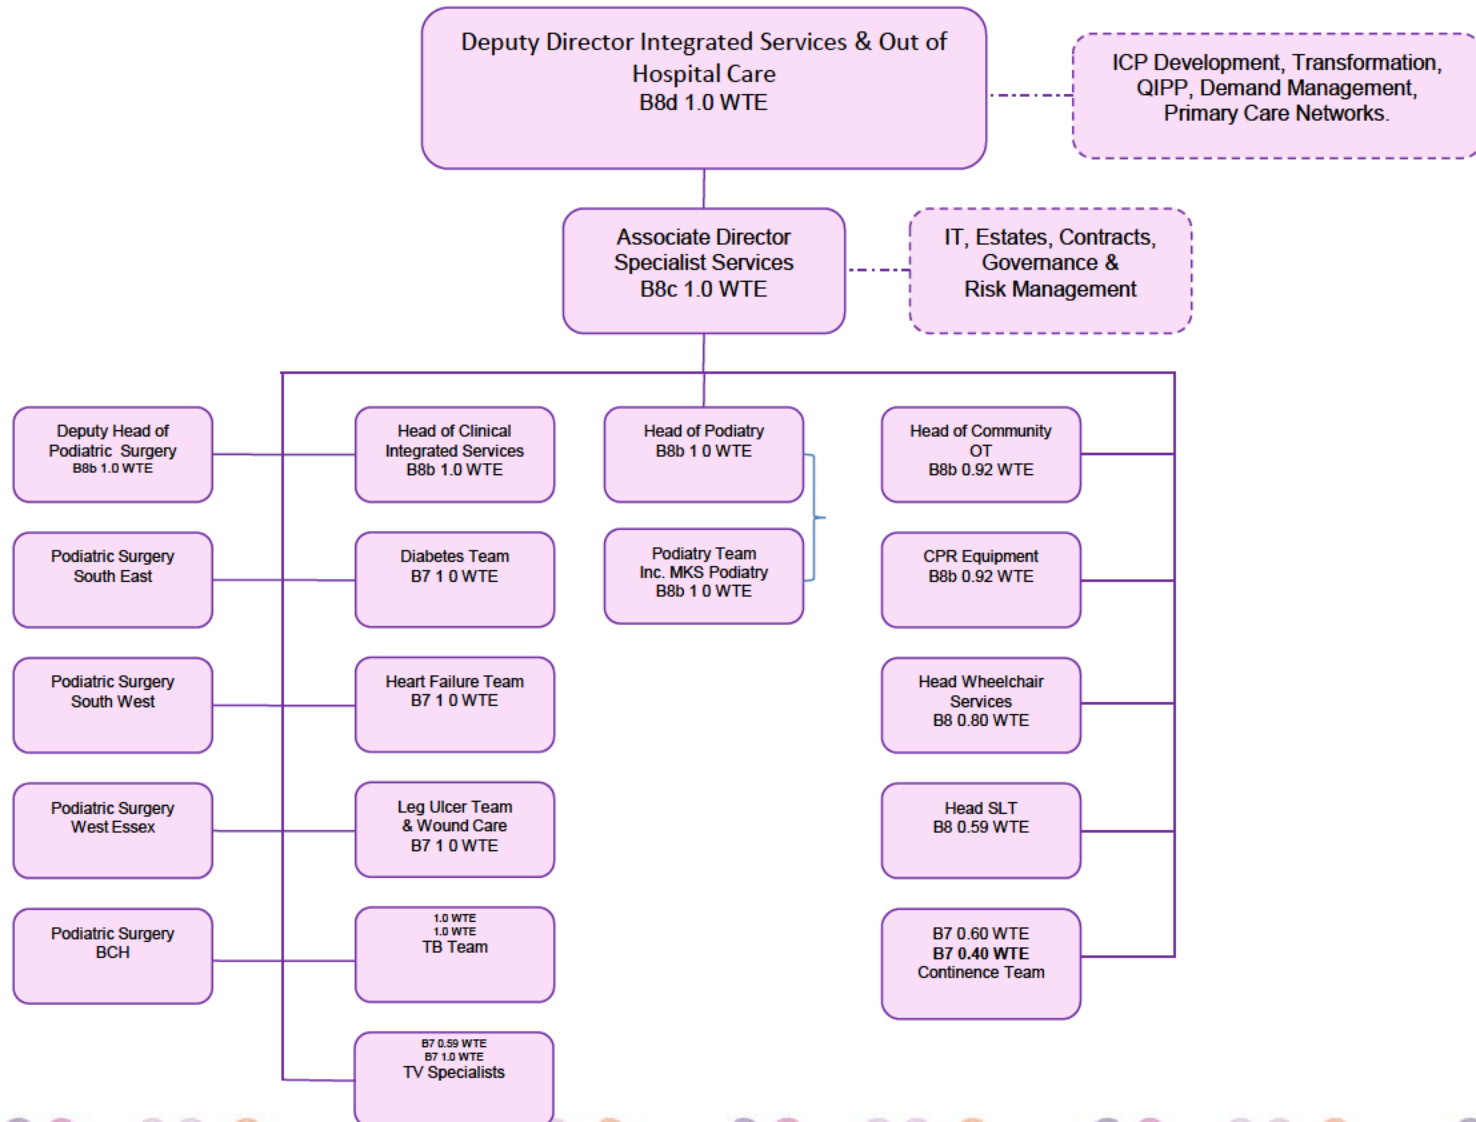 Deputy Director Integrated Services & Out of
Hospital Care
B8d 1.0 WTE
ICP Development, Transformation,
QIPP, Demand Management,
Primary Care Networks.
Associate Director
Specialist Services
B8c 1.0 WTE
IT, Estates, Contracts,
Governance &
Risk Management
Deputy Head of
Podiatric Surgery
B8b 1.0 WTE
Head of Clinical
Integrated Services
B8b 1.0 WTE
Head of Podiatry
B8b 1 0 WTE
Head of Community
OT
B8b 0.92 WTE
Podiatric Surgery
South East
Diabetes Team
B7 1 0 WTE
Podiatry Team
Inc. MKS Podiatry
B8b 1 0 WTE
CPR Equipment
B8b 0.92 WTE
Podiatric Surgery
South West
Heart Failure Team
B7 1 0 WTE
Head Wheelchair
Services
B8 0.80 WTE
Podiatric Surgery
West Essex
Leg Ulcer Team
& Wound Care
B7 1 0 WTE
Head SLT
B8 0.59 WTE
Podiatric Surgery
BCH
1.0 WTE
1.0 WTE
TB Team
B7 0.60 WTE
B7 0.40 WTE
Continence Team
B7 0.59 WTE
B7 1.0 WTE
TV Specialists